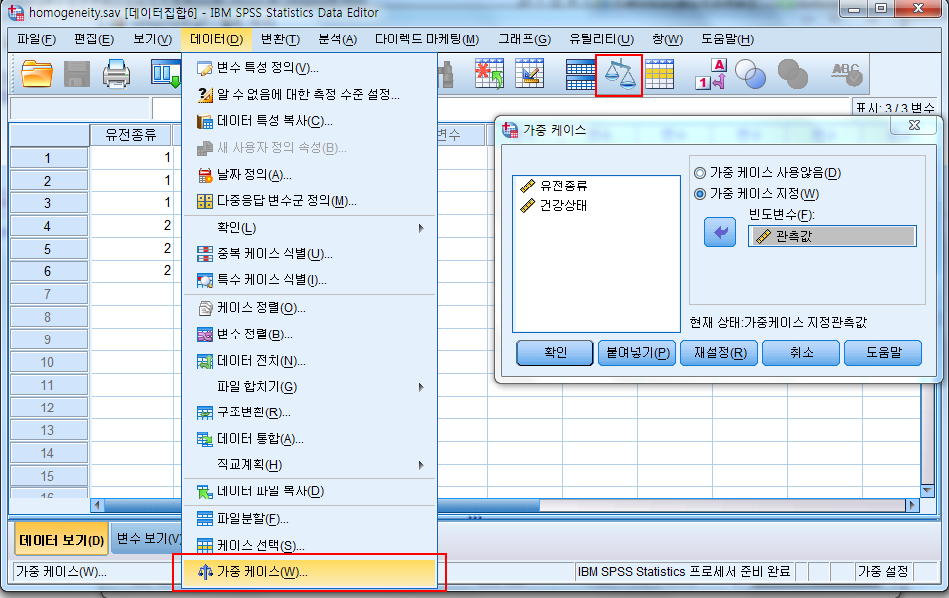 homogeneity.sav [데이터집합6] - IBM SPSS Statistics Data Editor
파일(F) 편집(E) 보기(V) 데이터(D) 변환(T) 분석(A) 다이렉트 마케팅(M) 그래프(G) 유틸리티(U) 창(W) 도움말(H)
표시: 3 / 3 변수
유전종류
변수
1 1
2 1
3 1
4 2
5 2
6 2
7
8
9
10
11
12
13
14
15
16
변수 특성 정의(V)...
알 수 없음에 대한 측정 수준 설정...
데이터 특성 복사(C)...
새 사용자 정의 속성(B)...
날짜 정의(A)...
다중응답 변수군 정의(M)...
확인(L)
중복 케이스 식별(U)...
특수 케이스 식별(I)...
케이스 정렬(O)...
변수 정렬(B)...
데이터 전치(N)...
파일 합치기(G)
구조변환(R)...
데이터 통합(A)...
직교계획(H)
데이터 파일 복사(D)
파일분할(F)...
케이스 선택(S)...
가중 케이스(W)...
가중 케이스
유전종류
건강상태
가중 케이스 사용않음(D)
가중 케이스 지정(W)
빈도변수(F):
관측값
현재 상태:가중케이스 지정관측값
확인 붙여넣기(P) 재설정(R) 취소 도움말
데이터 보기(D) 변수 보기(V)
가중 케이스(W)... IBM SPSS Statistics 프로세서 준비 완료 가중 설정